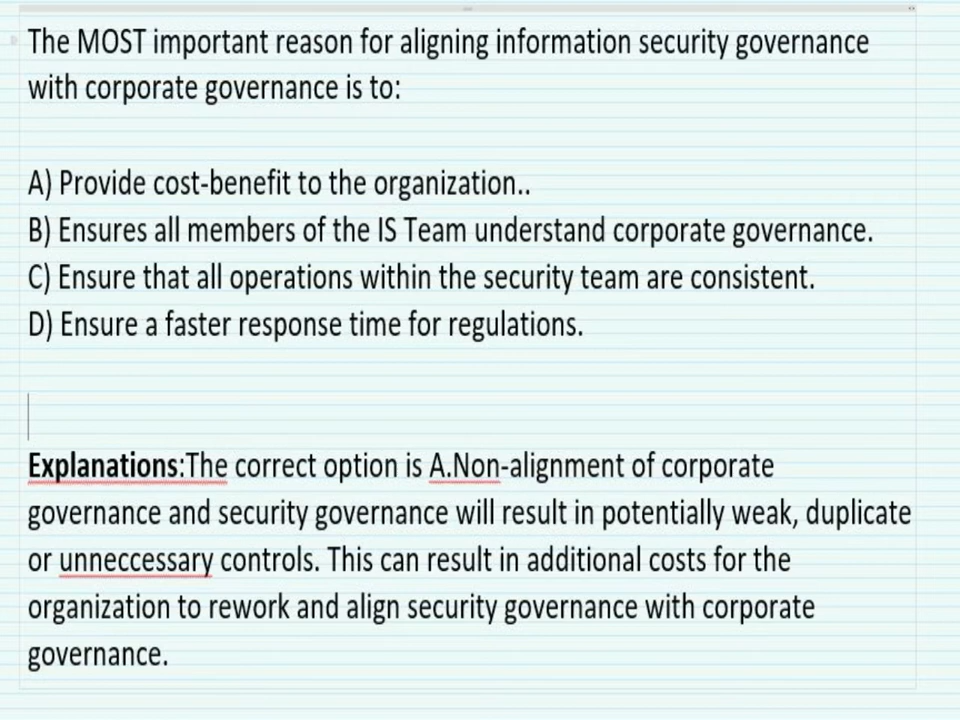 The MOST important reason for aligning information security governance
with corporate governance is to:
A) Provide cost-benefit to the organization..
B) Ensures all members of the IS Team understand corporate governance.
C) Ensure that all operations within the security team are consistent.
D) Ensure a faster response time for regulations.
Explanations:The correct option is A.Non-alignment of corporate
governance and security governance will result in potentially weak, duplicate
or unneccessary controls. This can result in additional costs for the
organization to rework and align security governance with corporate
governance.